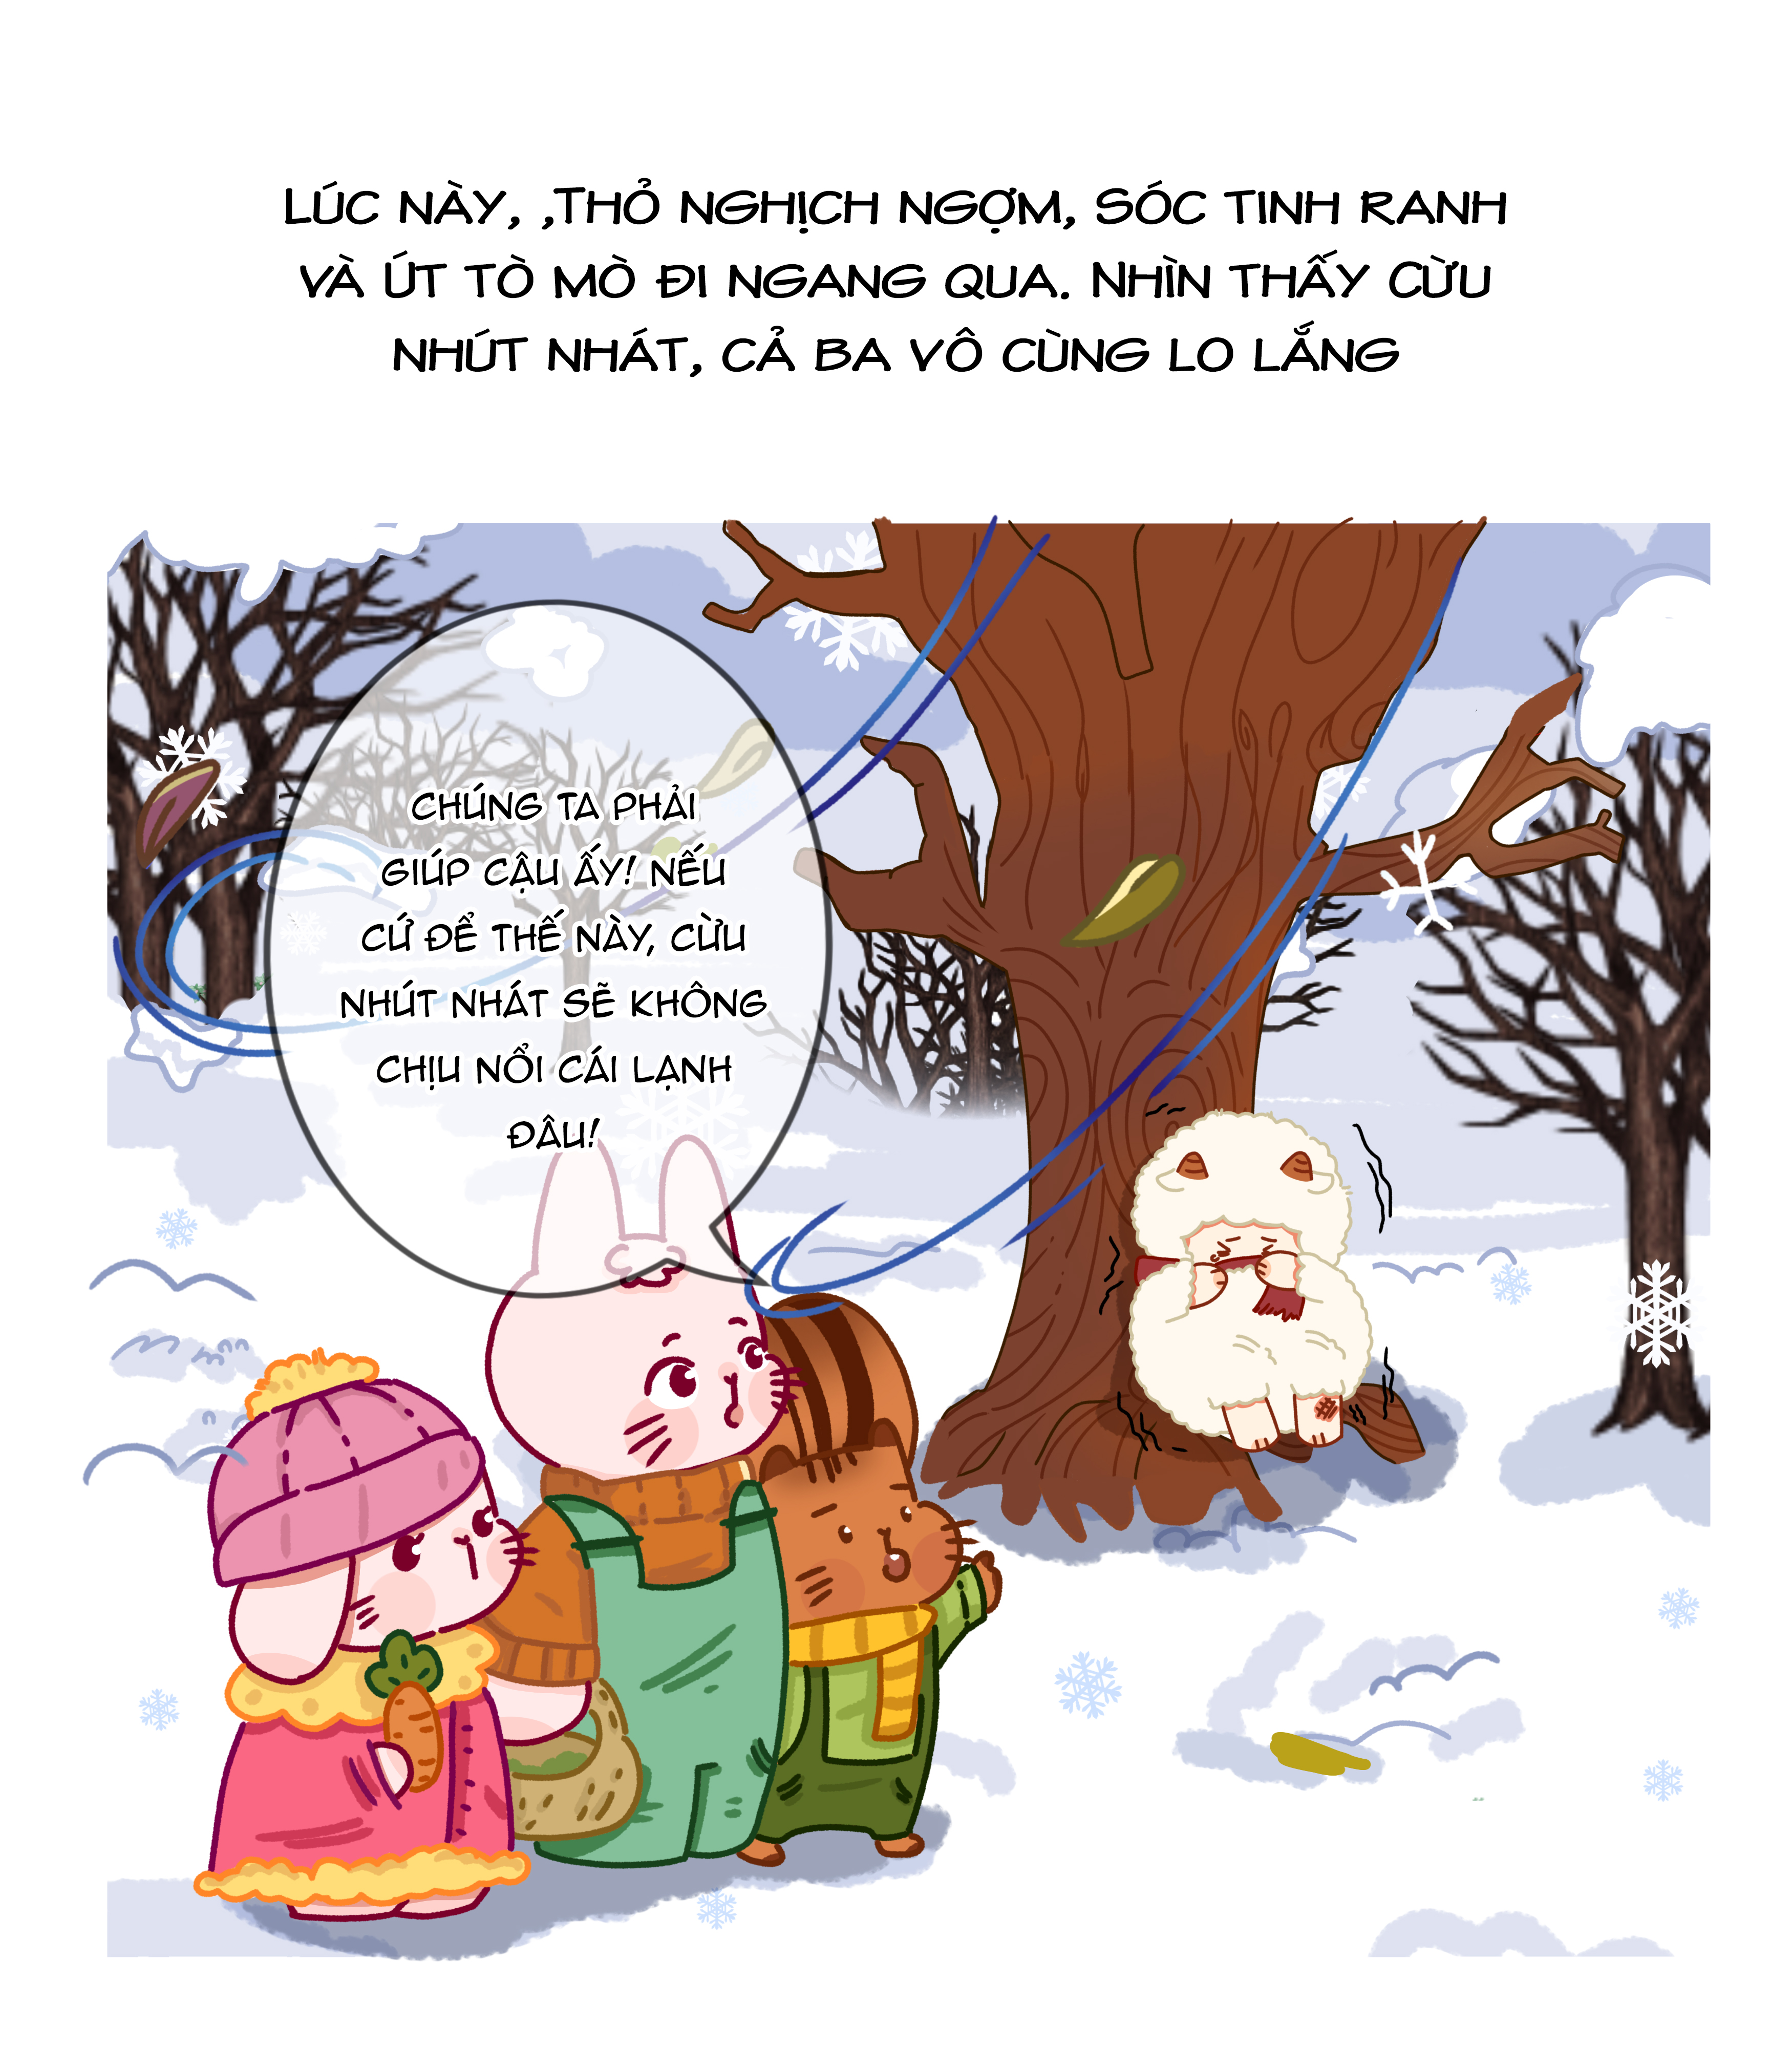 LÚC NÀY, ,THỎ NGHỊCH NGỢM, SÓC TINH RANH
VÀ ÚT TÒ MÒ ĐI NGANG QUA. NHÌN THẤY CỪU
NHÚT NHÁT, CẢ BA VÔ CÙNG LO LẮNG
CHÚNG TA PHẢI
GIÚP CẬU ẤY! NẾU
CỨ ĐỂ THẾ NÀY, CỪU
NHÚT NHÁT SẼ KHÔNG
CHỊU NỔI CÁI LẠNH
ĐÂU!